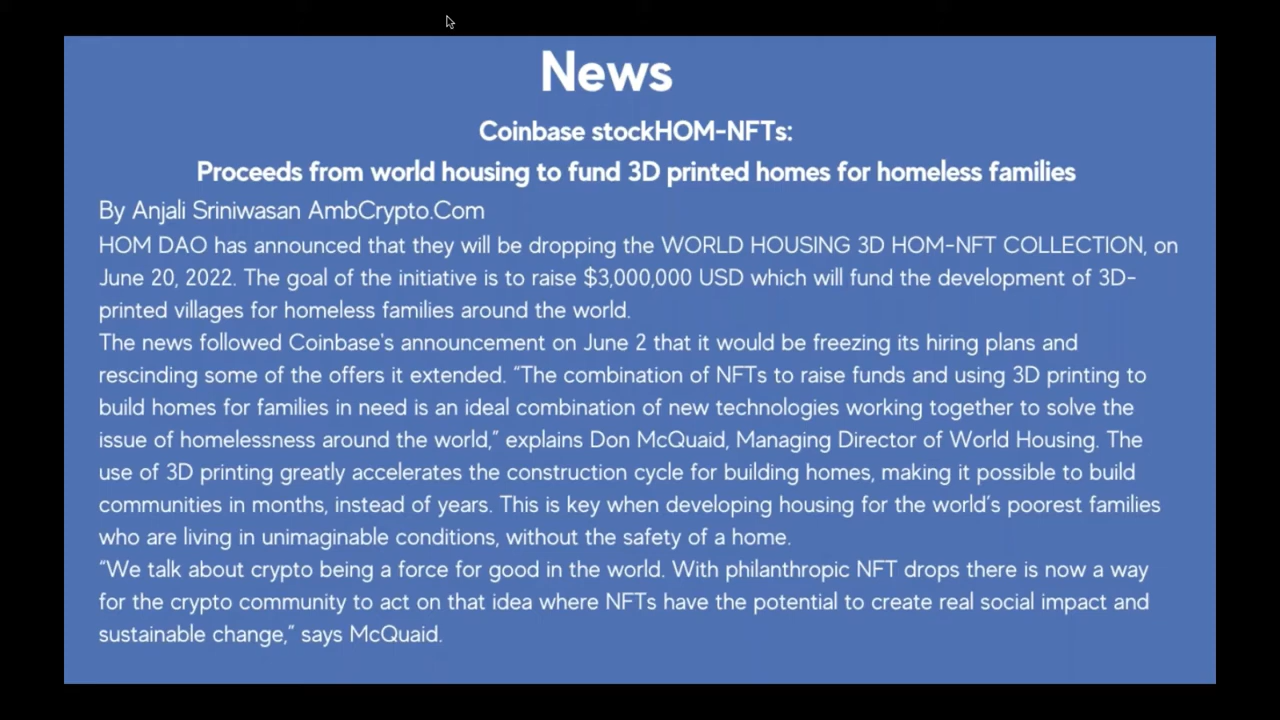 News
Coinbase stockHOM-NFTs:
Proceeds from world housing to fund 3D printed homes for homeless families
By Anjali Sriniwasan AmbCrypto.Com
HOM DAO has announced that they will be dropping the WORLD HOUSING 3D HOM-NFT COLLECTION, on
June 20, 2022. The goal of the initiative is to raise $3,000,000 USD which will fund the development of 3D-
printed villages for homeless families around the world.
The news followed Coinbase's announcement on June 2 that it would be freezing its hiring plans and
rescinding some of the offers it extended. “The combination of NFTs to raise funds and using 3D printing to
build homes for families in need is an ideal combination of new technologies working together to solve the
issue of homelessness around the world,” explains Don McQuaid, Managing Director of World Housing. The
use of 3D printing greatly accelerates the construction cycle for building homes, making it possible to build
communities in months, instead of years. This is key when developing housing for the world’s poorest families
who are living in unimaginable conditions, without the safety of a home.
“We talk about crypto being a force for good in the world. With philanthropic NFT drops there is now a way
for the crypto community to act on that idea where NFTs have the potential to create real social impact and
sustainable change,” says McQuaid.